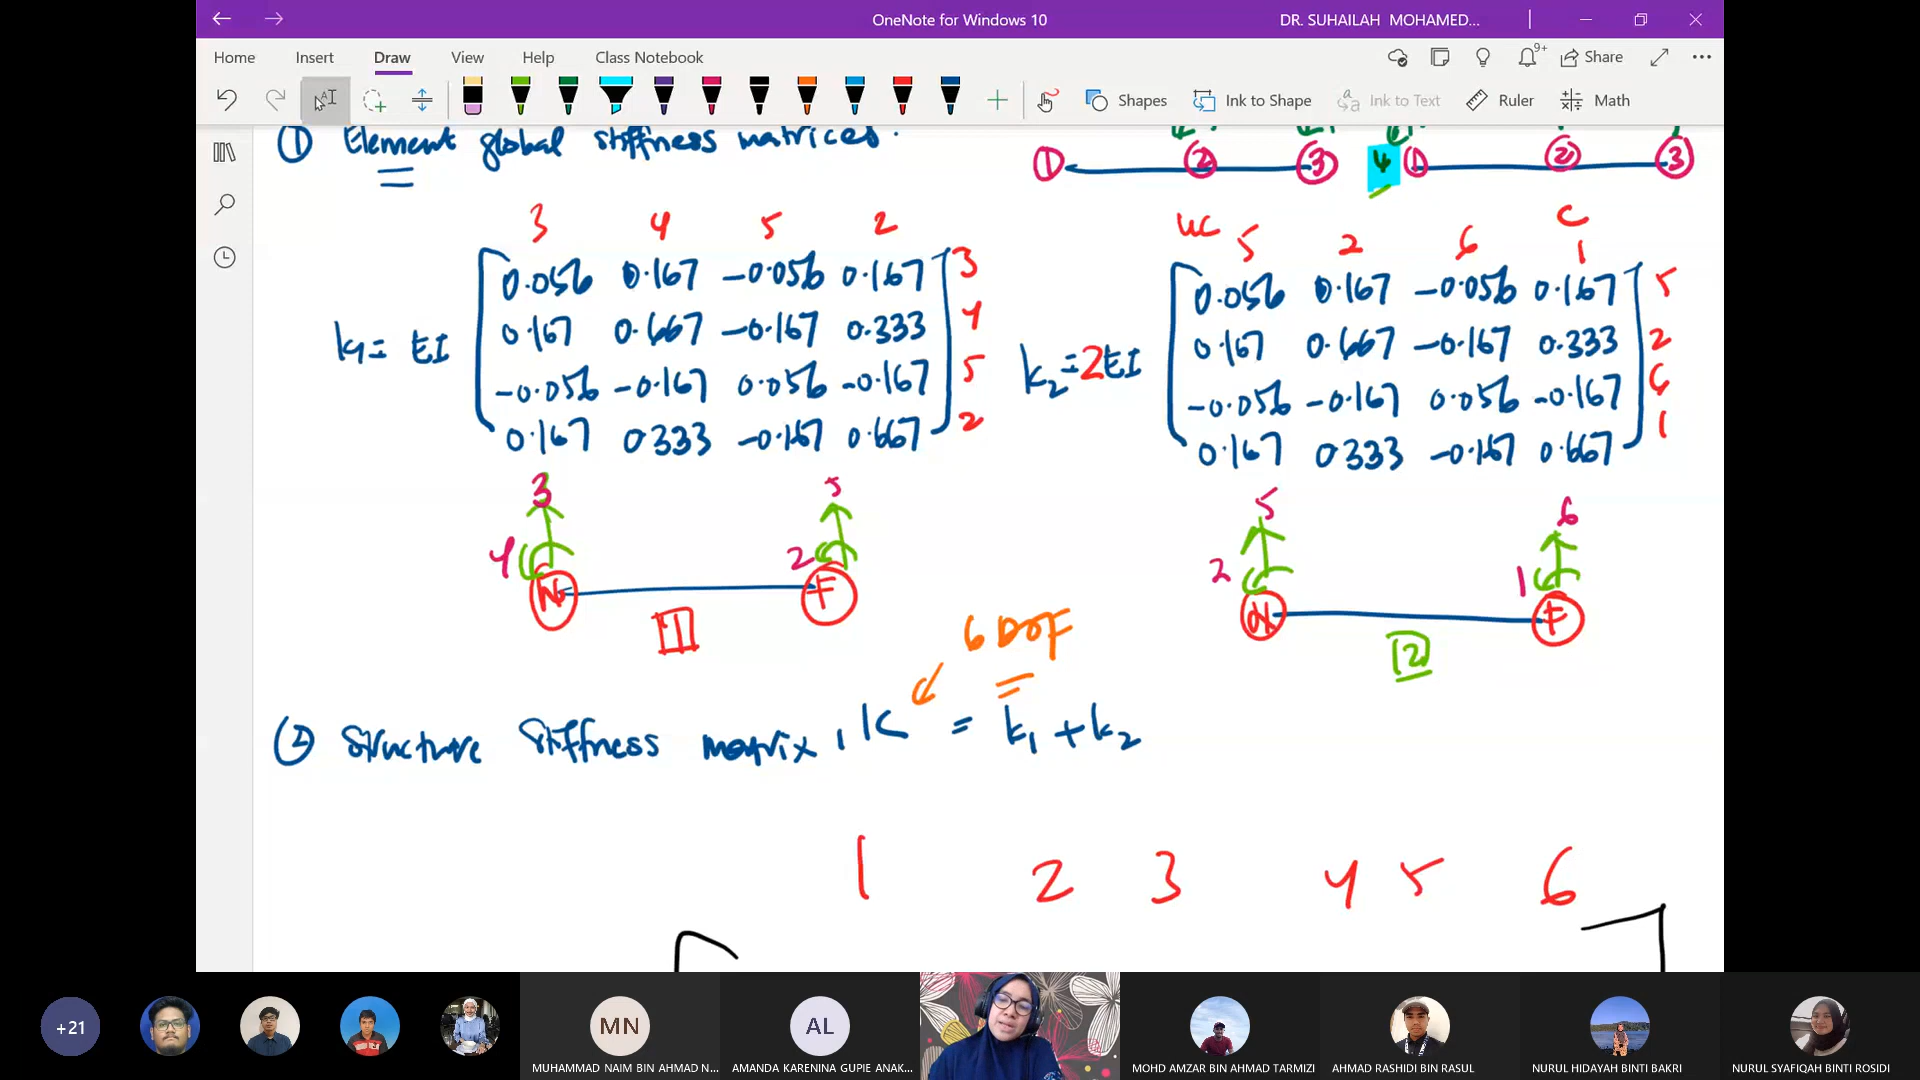 OneNote for Windows 10
DR. SUHAILAH MOHAMED...
Home Insert Draw View Help Class Notebook
9+ Share
Shapes Ink to Shape Ink to Text Ruler Math
① Element global stiffness matrices.
① ② ③ 4 ① ② ③
3 4 5 2
UC 5 2 6 C 1
k1 = EI
0.056 0.167 -0.056 0.167 3
0.167 0.667 -0.167 0.333 4
-0.056 -0.167 0.056 -0.167 5
0.167 0.333 -0.167 0.667 2
k2 = 2EI
0.056 0.167 -0.056 0.167 5
0.167 0.667 -0.167 0.333 2
-0.056 -0.167 0.056 -0.167 6
0.167 0.333 -0.167 0.667 1
3 5
4 2
N F
1
5 6
2 1
N F
2
6 DOF
② Structure stiffness matrix, K = k1 + k2
1 2 3 4 5 6
+21
MN
AL
MUHAMMAD NAIM BIN AHMAD N...
AMANDA KARENINA GUPIE ANAK...
MOHD AMZAR BIN AHMAD TARMIZI
AHMAD RASHIDI BIN RASUL
NURUL HIDAYAH BINTI BAKRI
NURUL SYAFIQAH BINTI ROSIDI